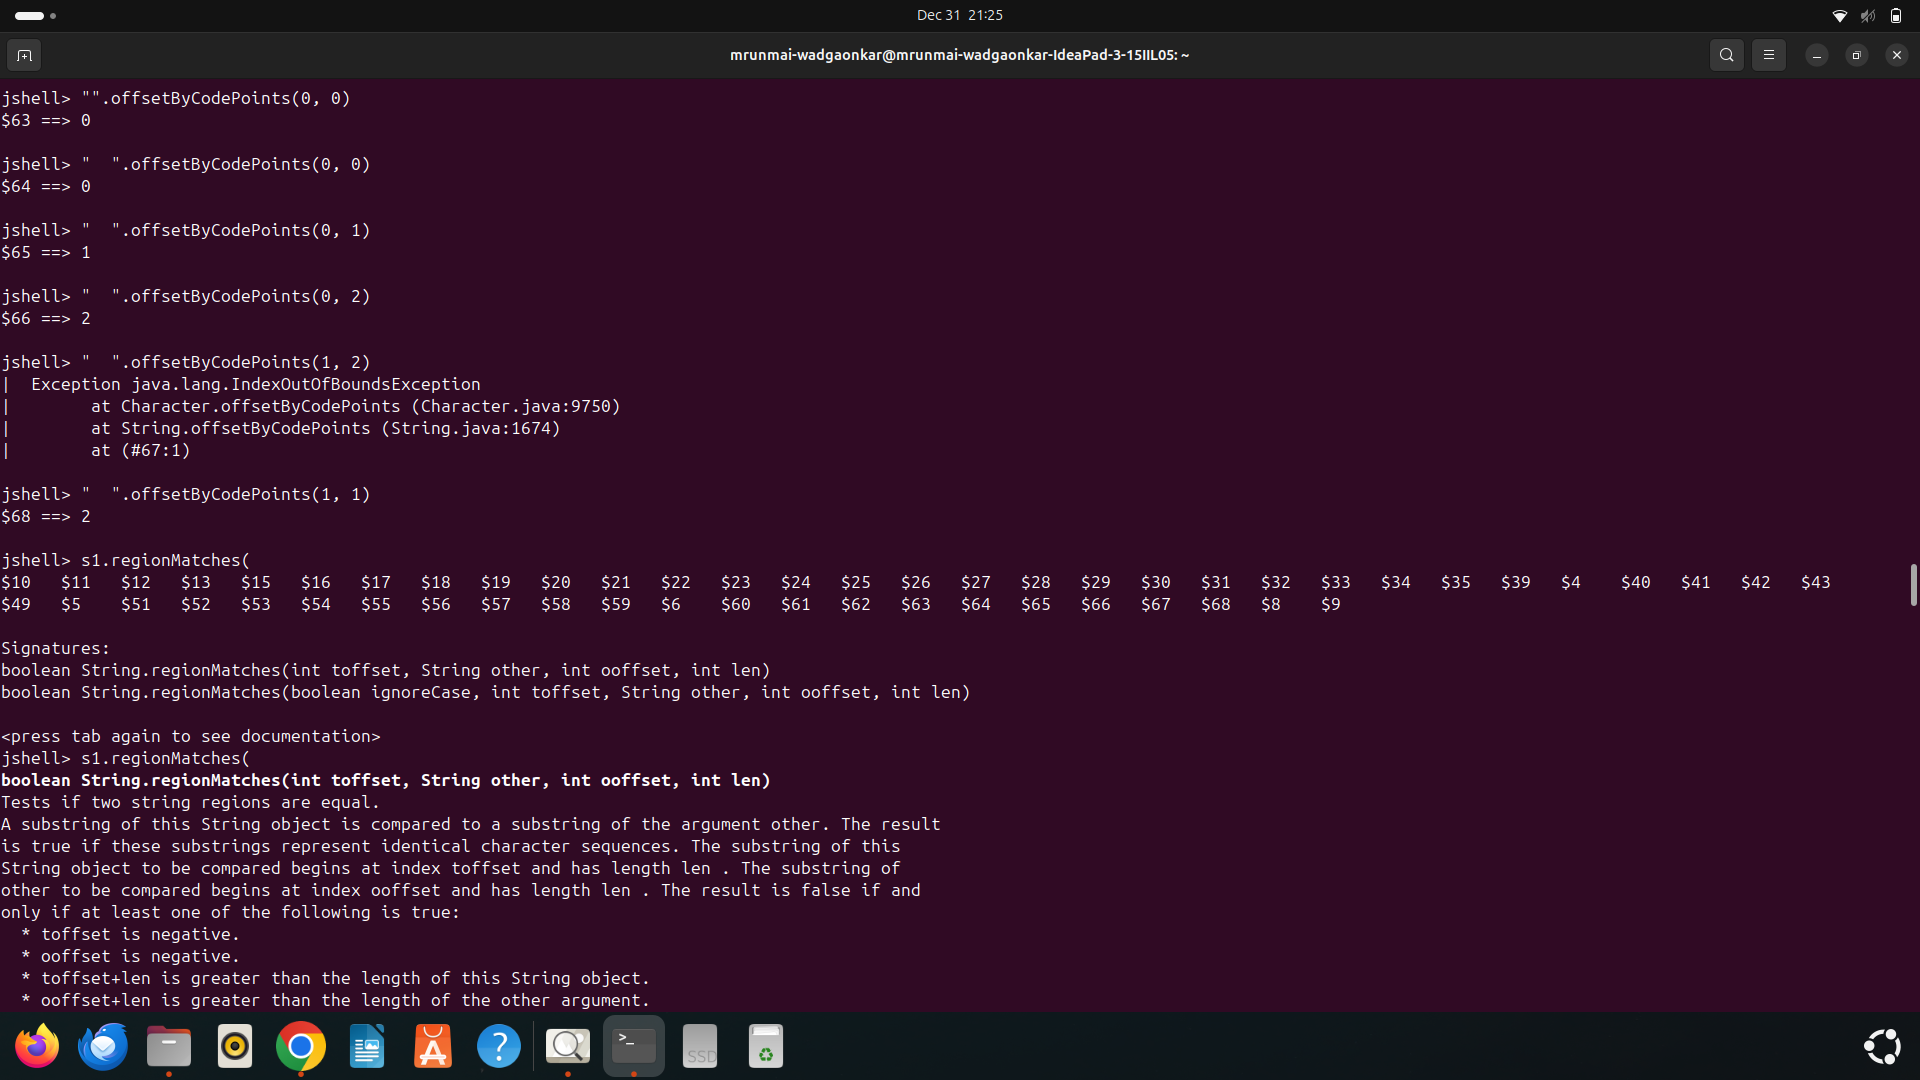 Dec 31 21:25
mrunmai-wadgaonkar@mrunmai-wadgaonkar-IdeaPad-3-15IIL05: ~
jshell> "".offsetByCodePoints(0, 0)
$63 ==> 0
jshell> "  ".offsetByCodePoints(0, 0)
$64 ==> 0
jshell> "  ".offsetByCodePoints(0, 1)
$65 ==> 1
jshell> "  ".offsetByCodePoints(0, 2)
$66 ==> 2
jshell> "  ".offsetByCodePoints(1, 2)
|  Exception java.lang.IndexOutOfBoundsException
|        at Character.offsetByCodePoints (Character.java:9750)
|        at String.offsetByCodePoints (String.java:1674)
|        at (#67:1)
jshell> "  ".offsetByCodePoints(1, 1)
$68 ==> 2
jshell> s1.regionMatches(
$10   $11   $12   $13   $15   $16   $17   $18   $19   $20   $21   $22   $23   $24   $25   $26   $27   $28   $29   $30   $31   $32   $33   $34   $35   $39   $4    $40   $41   $42   $43
$49   $5    $51   $52   $53   $54   $55   $56   $57   $58   $59   $6    $60   $61   $62   $63   $64   $65   $66   $67   $68   $8    $9
Signatures:
boolean String.regionMatches(int toffset, String other, int ooffset, int len)
boolean String.regionMatches(boolean ignoreCase, int toffset, String other, int ooffset, int len)
<press tab again to see documentation>
jshell> s1.regionMatches(
boolean String.regionMatches(int toffset, String other, int ooffset, int len)
Tests if two string regions are equal.
A substring of this String object is compared to a substring of the argument other. The result
is true if these substrings represent identical character sequences. The substring of this
String object to be compared begins at index toffset and has length len . The substring of
other to be compared begins at index ooffset and has length len . The result is false if and
only if at least one of the following is true:
  * toffset is negative.
  * ooffset is negative.
  * toffset+len is greater than the length of this String object.
  * ooffset+len is greater than the length of the other argument.
SSD